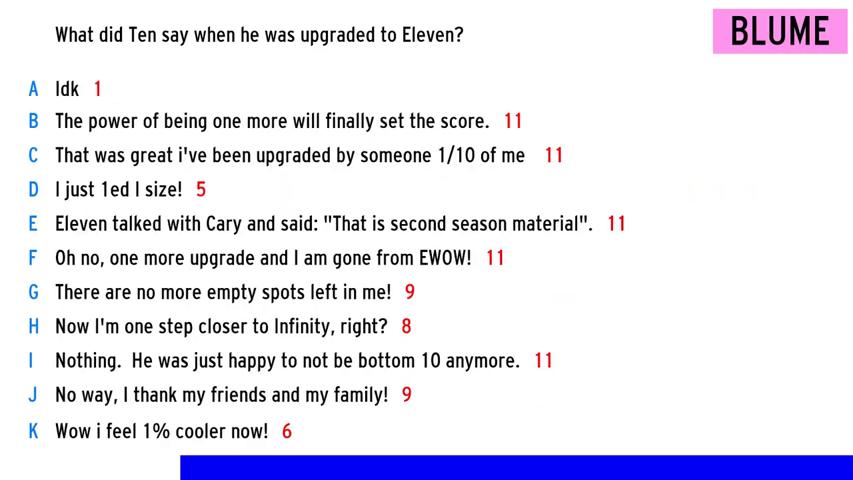 What did Ten say when he was upgraded to Eleven?
BLUME
A Idk 1
B The power of being one more will finally set the score. 11
C That was great i've been upgraded by someone 1/10 of me 11
D I just 1ed I size! 5
E Eleven talked with Cary and said: "That is second season material". 11
F Oh no, one more upgrade and I am gone from EWOW! 11
G There are no more empty spots left in me! 9
H Now I'm one step closer to Infinity, right? 8
I Nothing. He was just happy to not be bottom 10 anymore. 11
J No way, I thank my friends and my family! 9
K Wow i feel 1% cooler now! 6